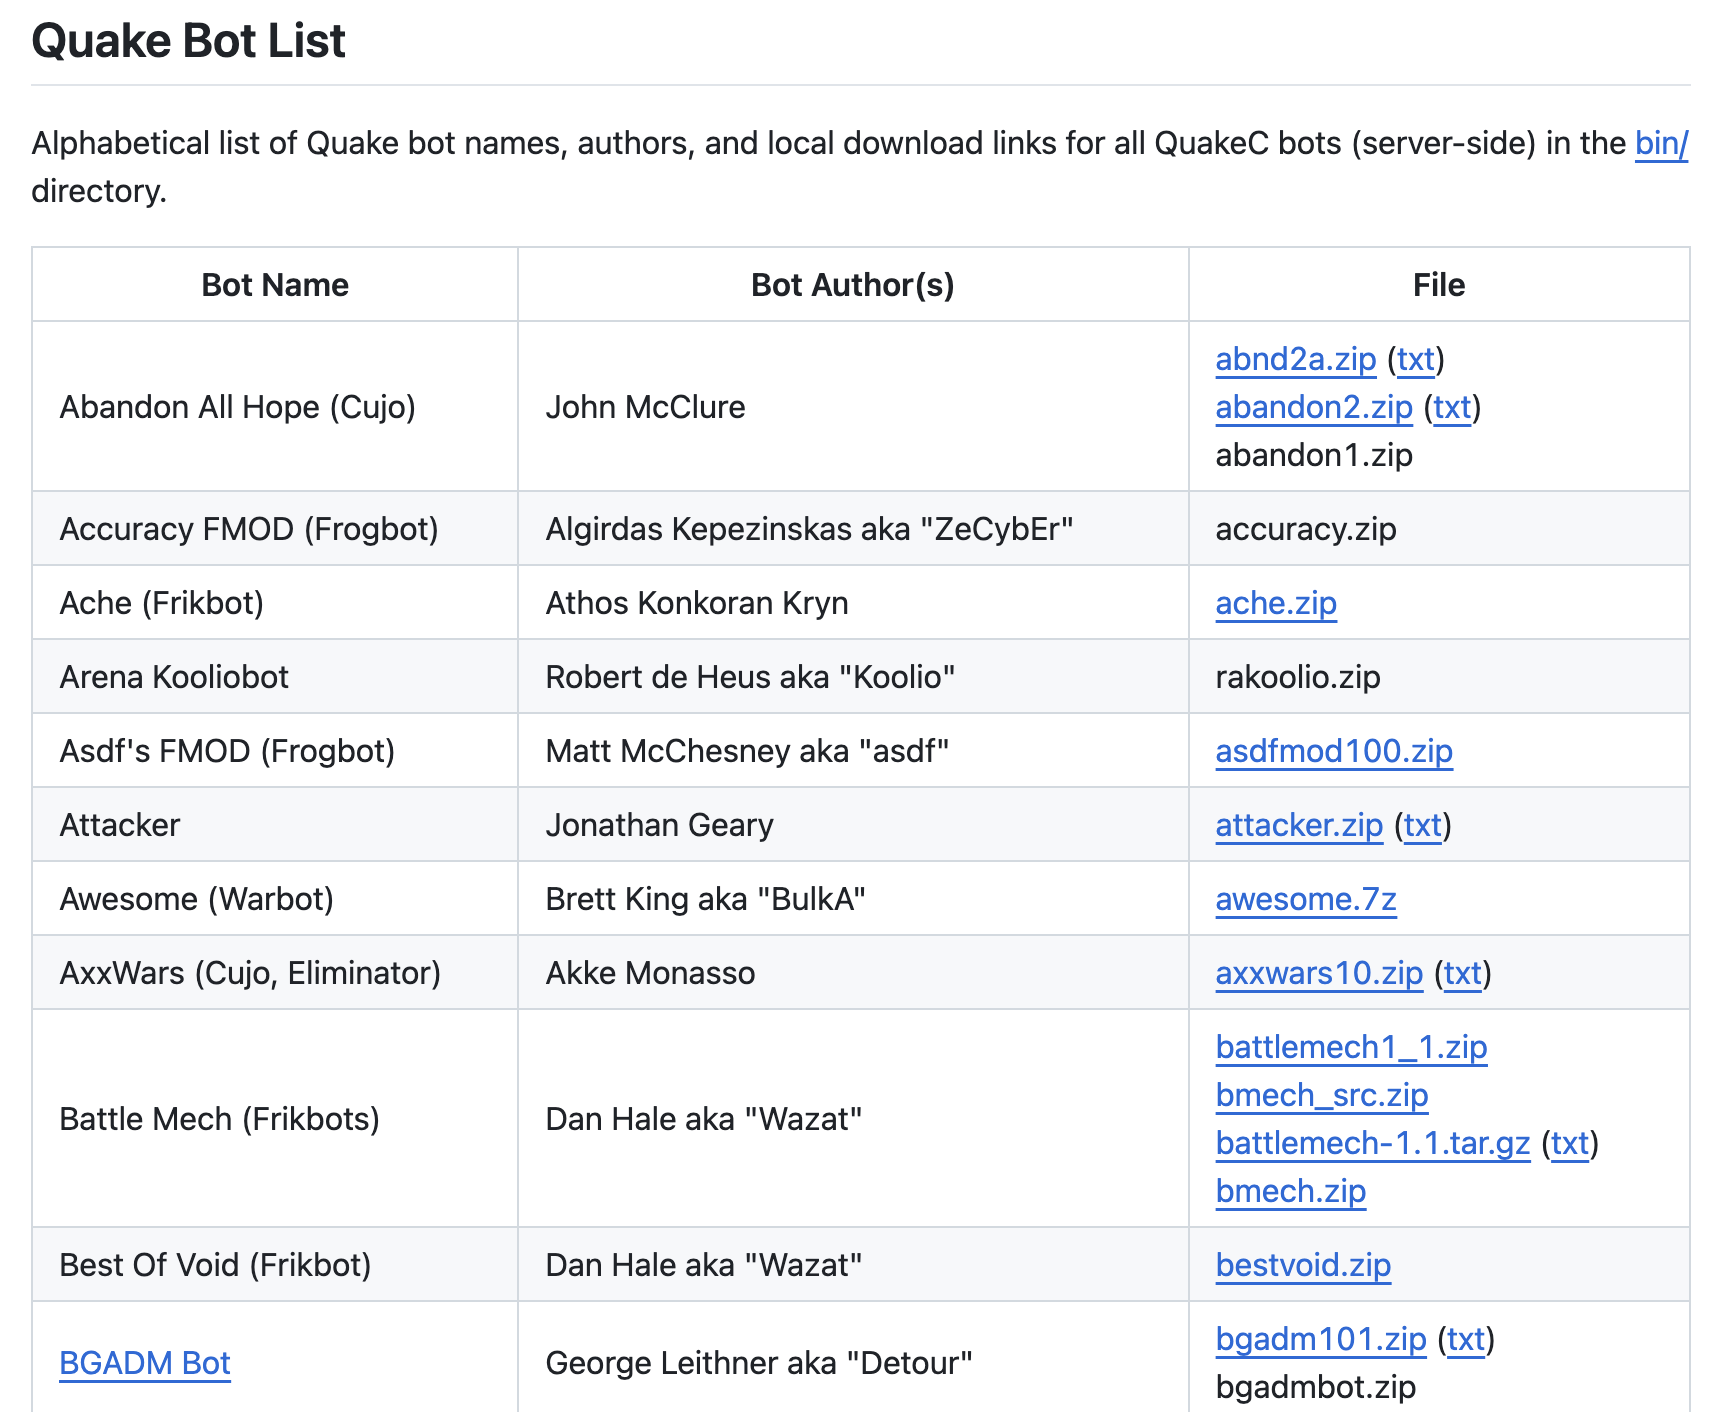 Quake Bot List
Alphabetical list of Quake bot names, authors, and local download links for all QuakeC bots (server-side) in the bin/
directory.
Bot Name Bot Author(s) File
Abandon All Hope (Cujo) John McClure abnd2a.zip (txt)
abandon2.zip (txt)
abandon1.zip
Accuracy FMOD (Frogbot) Algirdas Kepezinskas aka "ZeCybEr" accuracy.zip
Ache (Frikbot) Athos Konkoran Kryn ache.zip
Arena Kooliobot Robert de Heus aka "Koolio" rakoolio.zip
Asdf's FMOD (Frogbot) Matt McChesney aka "asdf" asdfmod100.zip
Attacker Jonathan Geary attacker.zip (txt)
Awesome (Warbot) Brett King aka "BulkA" awesome.7z
AxxWars (Cujo, Eliminator) Akke Monasso axxwars10.zip (txt)
Battle Mech (Frikbots) Dan Hale aka "Wazat" battlemech1_1.zip
bmech_src.zip
battlemech-1.1.tar.gz (txt)
bmech.zip
Best Of Void (Frikbot) Dan Hale aka "Wazat" bestvoid.zip
BGADM Bot George Leithner aka "Detour" bgadm101.zip (txt)
bgadmbot.zip